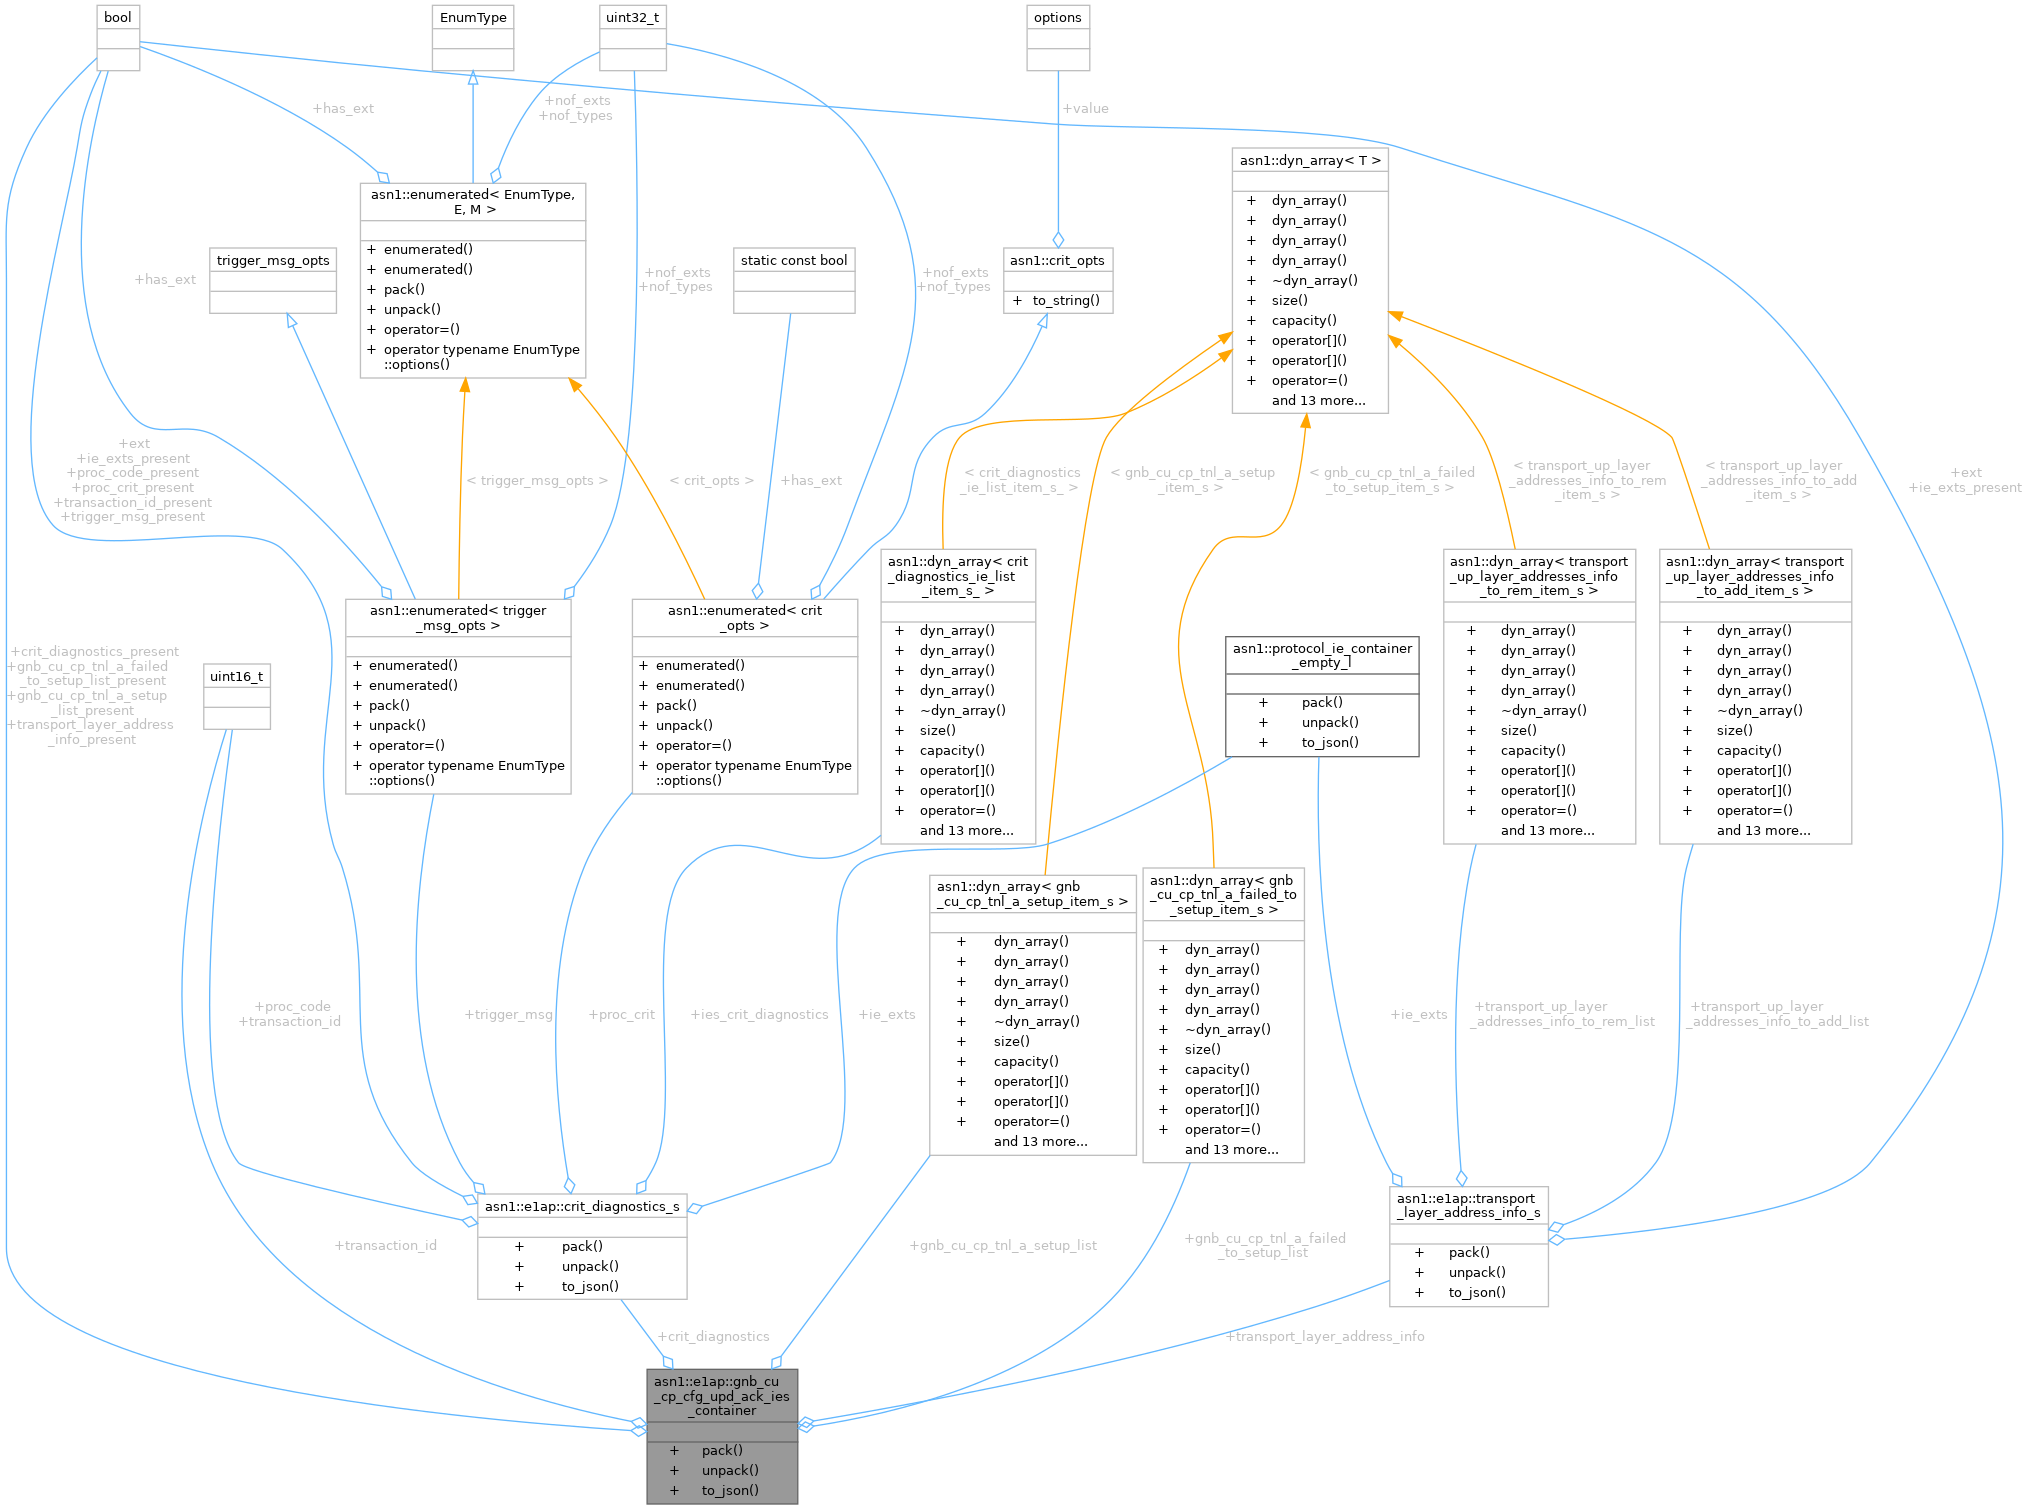 bool
EnumType
uint32_t
options
+has_ext
+nof_exts
+nof_types
+value
asn1::dyn_array< T >
+ dyn_array()
+ dyn_array()
+ dyn_array()
+ dyn_array()
+ ~dyn_array()
+ size()
+ capacity()
+ operator[]()
+ operator[]()
+ operator=()
and 13 more...
asn1::enumerated< EnumType,
E, M >
+ enumerated()
+ enumerated()
+ pack()
+ unpack()
+ operator=()
+ operator typename EnumType
::options()
+has_ext
trigger_msg_opts
+nof_exts
+nof_types
static const bool
+nof_exts
+nof_types
asn1::crit_opts
+ to_string()
+ext
+ie_exts_present
+proc_code_present
+proc_crit_present
+transaction_id_present
+trigger_msg_present
< trigger_msg_opts >
< crit_opts >
+has_ext
< crit_diagnostics
_ie_list_item_s_ >
< gnb_cu_cp_tnl_a_setup
_item_s >
< gnb_cu_cp_tnl_a_failed
_to_setup_item_s >
< transport_up_layer
_addresses_info_to_rem
_item_s >
< transport_up_layer
_addresses_info_to_add
_item_s >
+ext
+ie_exts_present
asn1::enumerated< trigger
_msg_opts >
+ enumerated()
+ enumerated()
+ pack()
+ unpack()
+ operator=()
+ operator typename EnumType
::options()
asn1::enumerated< crit
_opts >
+ enumerated()
+ enumerated()
+ pack()
+ unpack()
+ operator=()
+ operator typename EnumType
::options()
asn1::dyn_array< crit
_diagnostics_ie_list
_item_s_ >
+ dyn_array()
+ dyn_array()
+ dyn_array()
+ dyn_array()
+ ~dyn_array()
+ size()
+ capacity()
+ operator[]()
+ operator[]()
+ operator=()
and 13 more...
asn1::protocol_ie_container
_empty_l
+ pack()
+ unpack()
+ to_json()
asn1::dyn_array< transport
_up_layer_addresses_info
_to_rem_item_s >
+ dyn_array()
+ dyn_array()
+ dyn_array()
+ dyn_array()
+ ~dyn_array()
+ size()
+ capacity()
+ operator[]()
+ operator[]()
+ operator=()
and 13 more...
asn1::dyn_array< transport
_up_layer_addresses_info
_to_add_item_s >
+ dyn_array()
+ dyn_array()
+ dyn_array()
+ dyn_array()
+ ~dyn_array()
+ size()
+ capacity()
+ operator[]()
+ operator[]()
+ operator=()
and 13 more...
+crit_diagnostics_present
+gnb_cu_cp_tnl_a_failed
_to_setup_list_present
+gnb_cu_cp_tnl_a_setup
_list_present
+transport_layer_address
_info_present
uint16_t
asn1::dyn_array< gnb
_cu_cp_tnl_a_setup_item_s >
+ dyn_array()
+ dyn_array()
+ dyn_array()
+ dyn_array()
+ ~dyn_array()
+ size()
+ capacity()
+ operator[]()
+ operator[]()
+ operator=()
and 13 more...
asn1::dyn_array< gnb
_cu_cp_tnl_a_failed_to
_setup_item_s >
+ dyn_array()
+ dyn_array()
+ dyn_array()
+ dyn_array()
+ ~dyn_array()
+ size()
+ capacity()
+ operator[]()
+ operator[]()
+ operator=()
and 13 more...
+proc_code
+transaction_id
+trigger_msg
+proc_crit
+ies_crit_diagnostics
+ie_exts
+ie_exts
+transport_up_layer
_addresses_info_to_rem_list
+transport_up_layer
_addresses_info_to_add_list
asn1::e1ap::crit_diagnostics_s
+ pack()
+ unpack()
+ to_json()
asn1::e1ap::transport
_layer_address_info_s
+ pack()
+ unpack()
+ to_json()
+transaction_id
+gnb_cu_cp_tnl_a_setup_list
+gnb_cu_cp_tnl_a_failed
_to_setup_list
+crit_diagnostics
+transport_layer_address_info
asn1::e1ap::gnb_cu
_cp_cfg_upd_ack_ies
_container
+ pack()
+ unpack()
+ to_json()